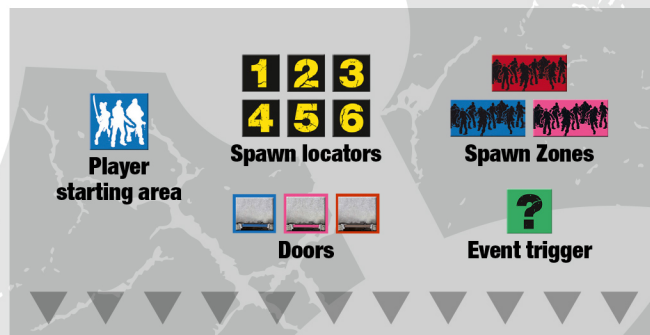 1 2 3
4 5 6
Player
starting area
Spawn locators
Spawn Zones
Doors
?
Event trigger